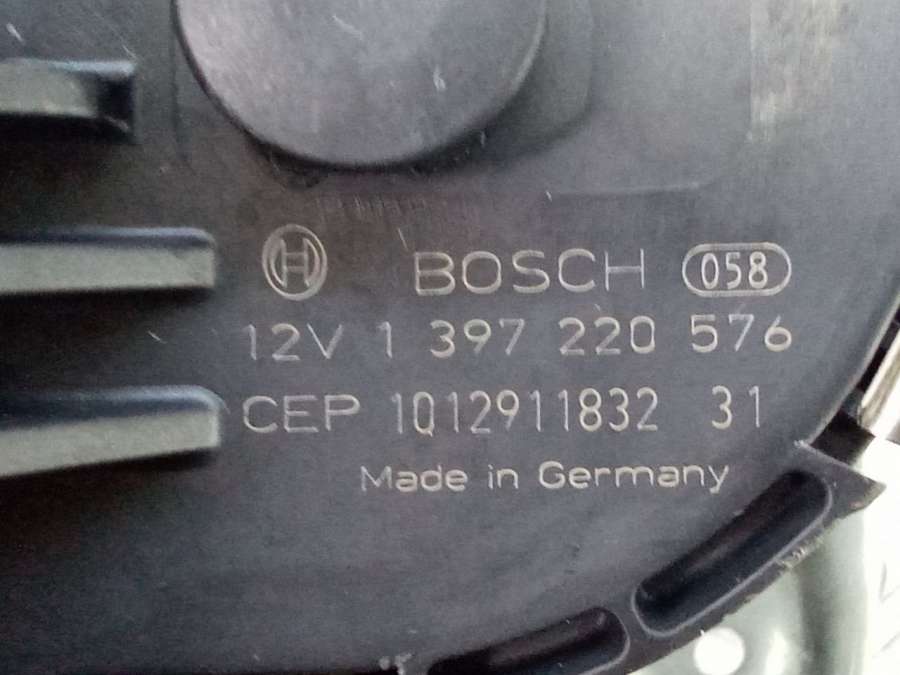 BOSCH 058
12V 1 397 220 576
CEP 1012911832 31
Made in Germany